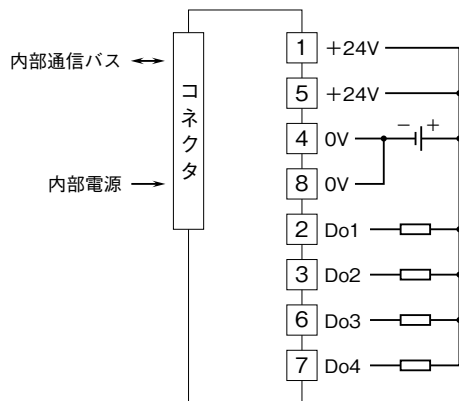 内部通信バス
内部電源
コネクタ
1 +24V
5 +24V
4 0V
− +
8 0V
2 Do1
3 Do2
6 Do3
7 Do4